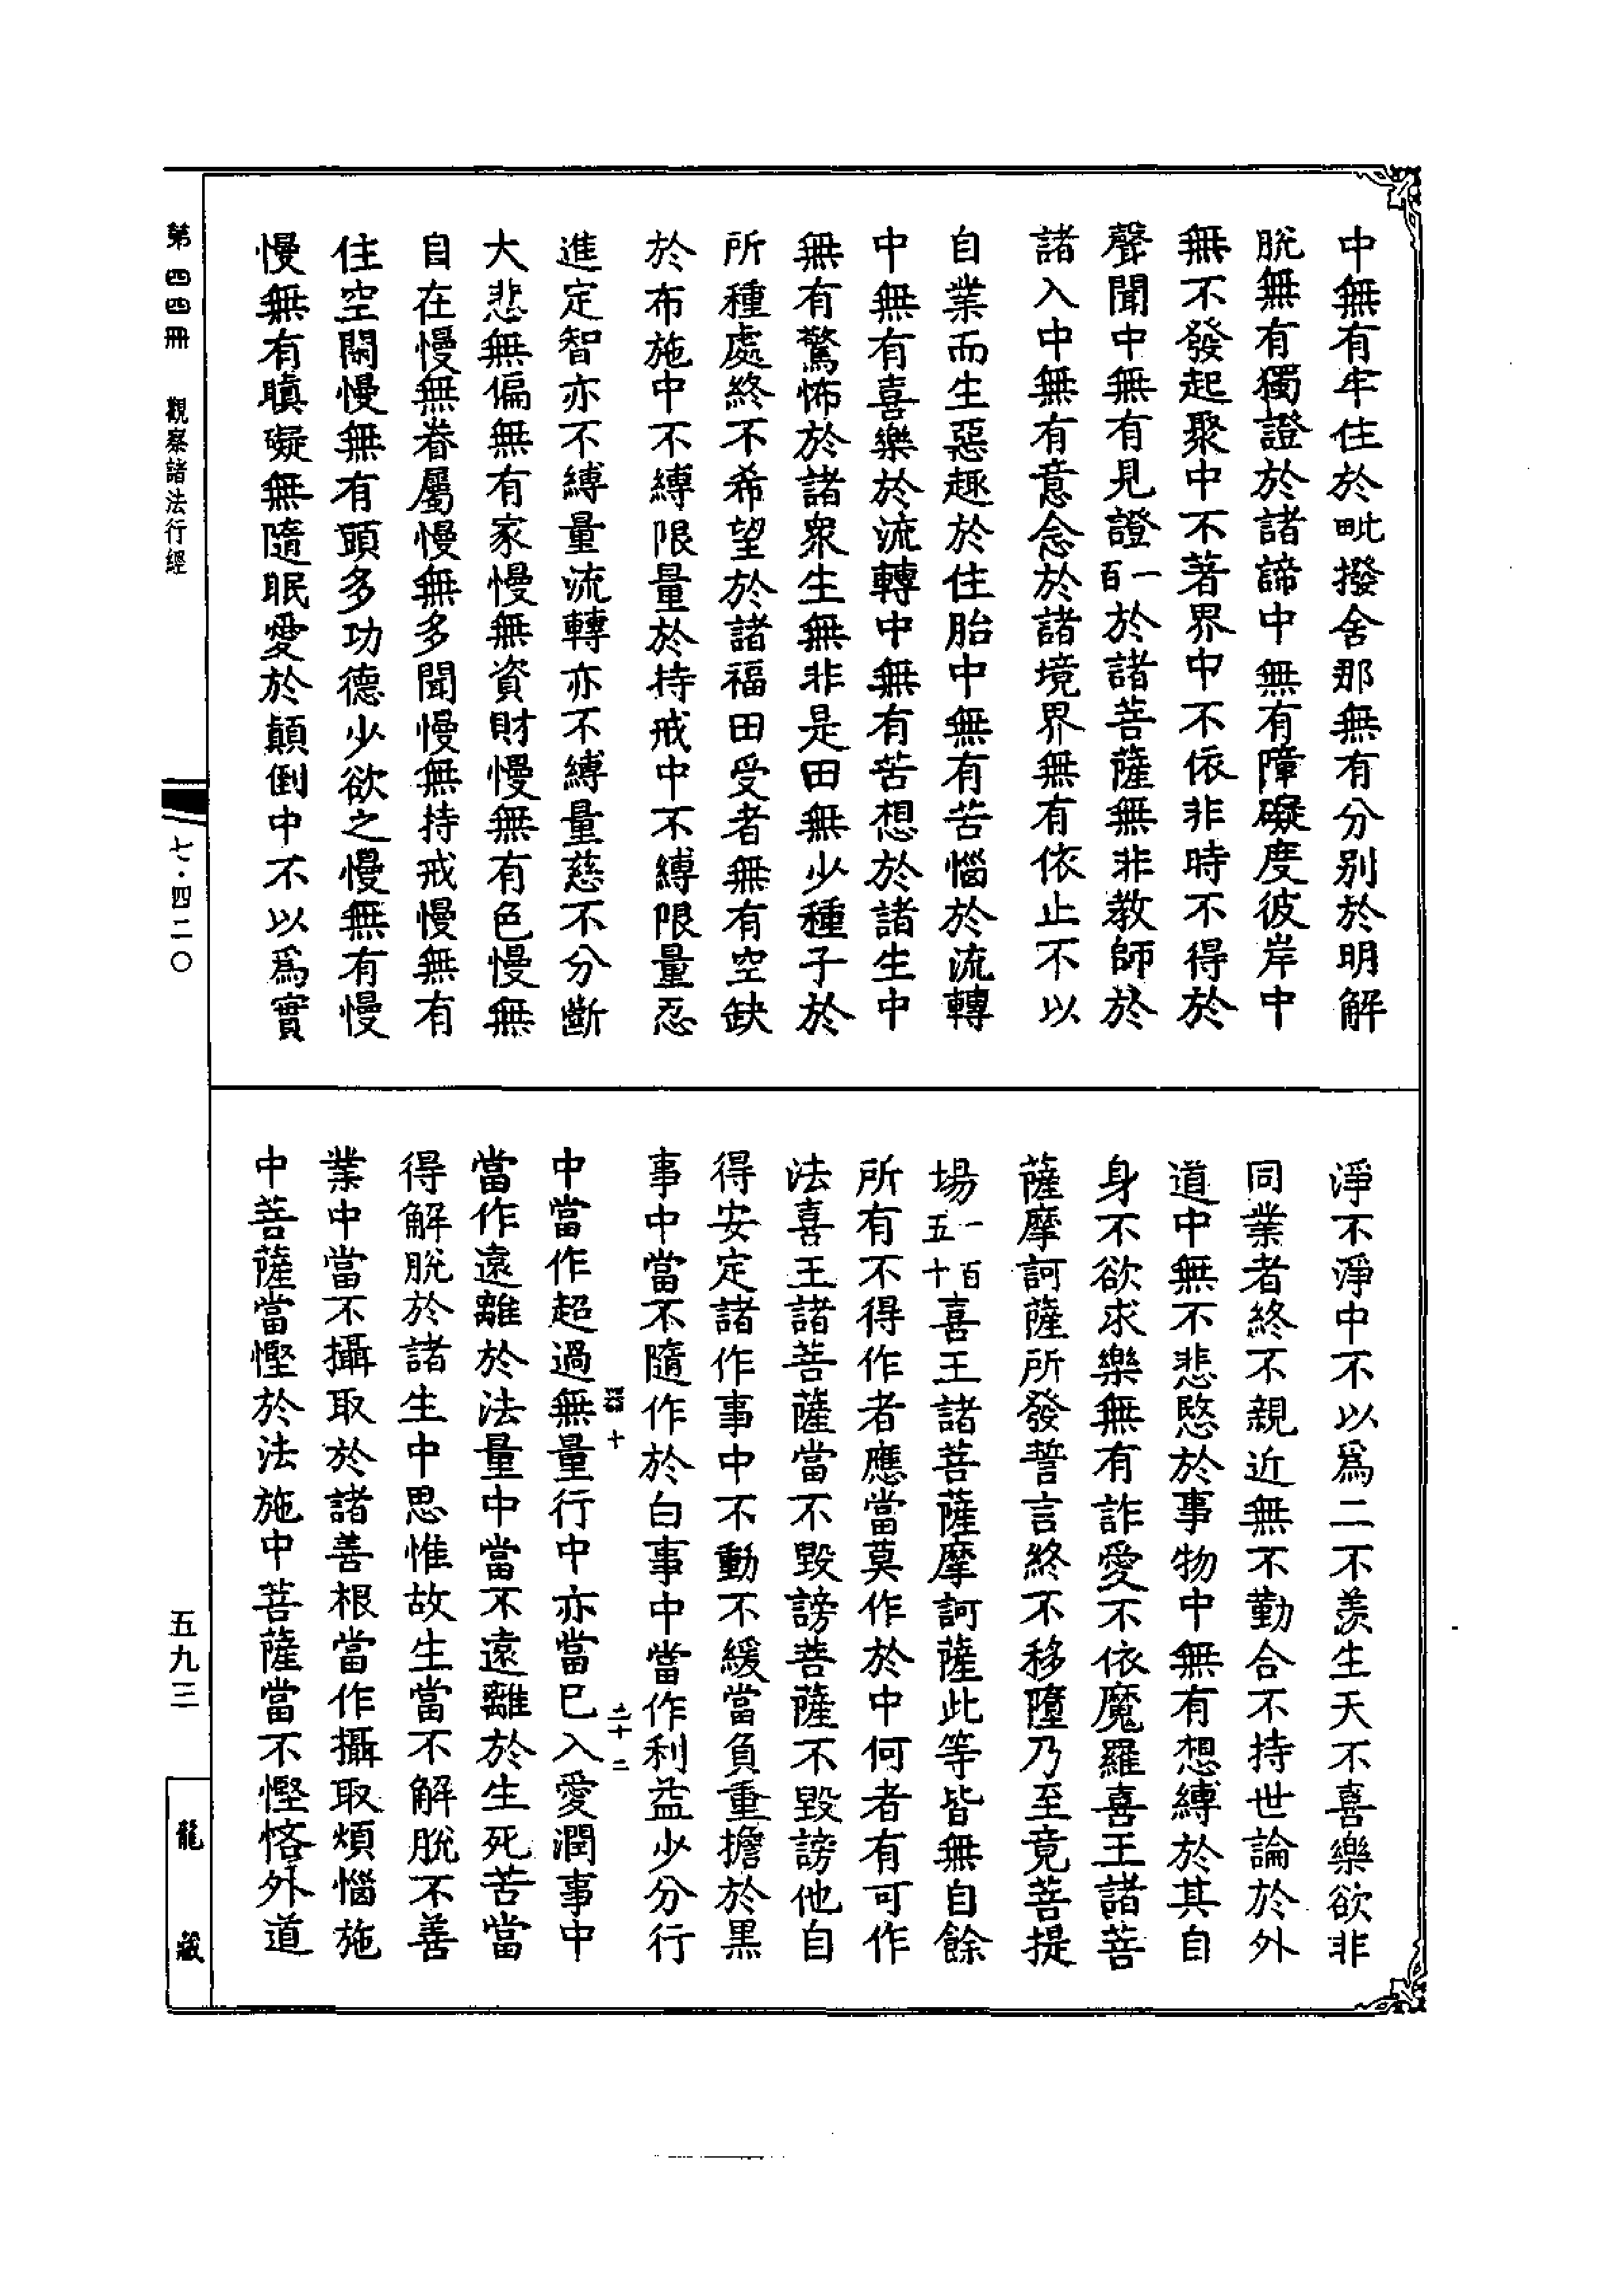 中無有牢住於毗撥舍那無有分別於明解
脫無有獨證於諸諦中無有障礙度彼岸中
無不發起聚中不著界中不依非時不得於
聲聞中無有見證一百於諸菩薩無非教師於
諸入中無有意念於諸境界無有依止不以
自業而生惡趣於住胎中無有苦惱於流轉
中無有喜樂於流轉中無有苦想於諸生中
無有驚怖於諸衆生無非是田無少種子於
所種處終不希望於諸福田受者無有空缺
於布施中不縛限量於持戒中不縛限量忍
進定智亦不縛量流轉亦不縛量慈不分斷
大悲無偏無有家慢無資財慢無有色慢無
自在慢無眷屬慢無多聞慢無持戒慢無有
住空閑慢無有頭多功德少欲之慢無有慢
慢無有瞋礙無隨眠愛於顛倒中不以爲實
淨不淨中不以爲二不羡生天不喜樂欲非
同業者終不親近無不勤合不持世論於外
道中無不悲愍於事物中無有想縛於其自
身不欲求樂無有詐愛不依魔羅喜王諸菩
薩摩訶薩所發誓言終不移墮乃至竟菩提
場一百五十喜王諸菩薩摩訶薩此等皆無自餘
所有不得作者應當莫作於中何者有可作
法喜王諸菩薩當不毀謗菩薩不毀謗他自
得安定諸作事中不動不緩當負重擔於黑
事中當不隨作於白事中當作利益少分行
器十
二十二
中當作超過無量行中亦當已入愛潤事中
當作遠離於法量中當不遠離於生死苦當
得解脫於諸生中思惟故生當不解脫不善
業中當不攝取於諸善根當作攝取煩惱施
中菩薩當慳於法施中菩薩當不慳悋外道
第四四冊 觀察諸法行經
七·四二〇
五九三
龍藏